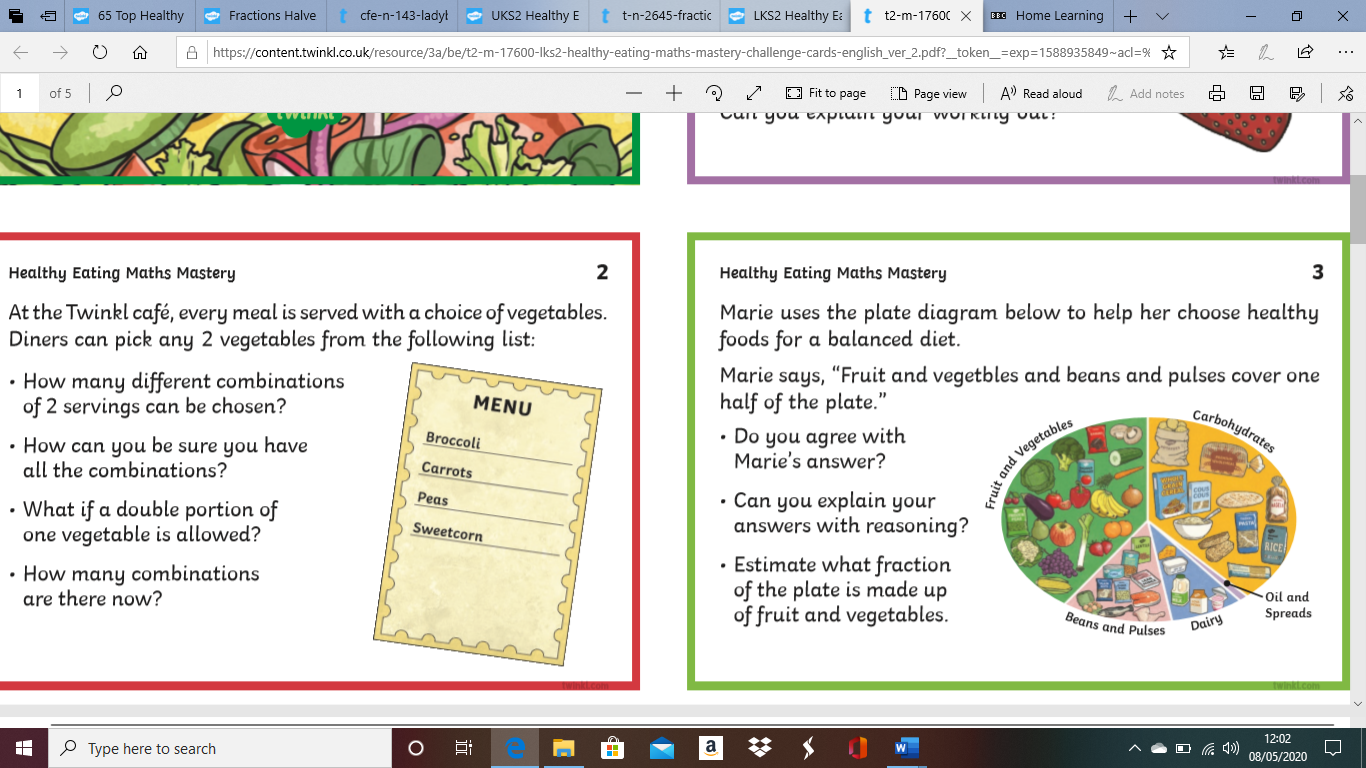 65 Top Healthy
Fractions Halve
cfe-n-143-lady
UKS2 Healthy E
t-n-2645-fractic
LKS2 Healthy Ea
t2-m-17600
BBC Home Learning
https://content.twinkl.co.uk/resource/3a/be/t2-m-17600-lks2-healthy-eating-maths-mastery-challenge-cards-english_ver_2.pdf?__token__=exp=1588935849~acl=%
1 of 5
Fit to page
Page view
Read aloud
Add notes
twinkl
Can you explain your working out?
twinkl.com
Healthy Eating Maths Mastery 2
At the Twinkl café, every meal is served with a choice of vegetables.
Diners can pick any 2 vegetables from the following list:
• How many different combinations
of 2 servings can be chosen?
• How can you be sure you have
all the combinations?
• What if a double portion of
one vegetable is allowed?
• How many combinations
are there now?
MENU
Broccoli
Carrots
Peas
Sweetcorn
twinkl.com
Healthy Eating Maths Mastery 3
Marie uses the plate diagram below to help her choose healthy
foods for a balanced diet.
Marie says, “Fruit and vegetbles and beans and pulses cover one
half of the plate.”
• Do you agree with
Marie’s answer?
• Can you explain your
answers with reasoning?
• Estimate what fraction
of the plate is made up
of fruit and vegetables.
Fruit and Vegetables
Carbohydrates
COUS
COUS
PASTA
RICE
Oil and
Spreads
Dairy
Beans and Pulses
twinkl.com
Type here to search
12:02
08/05/2020